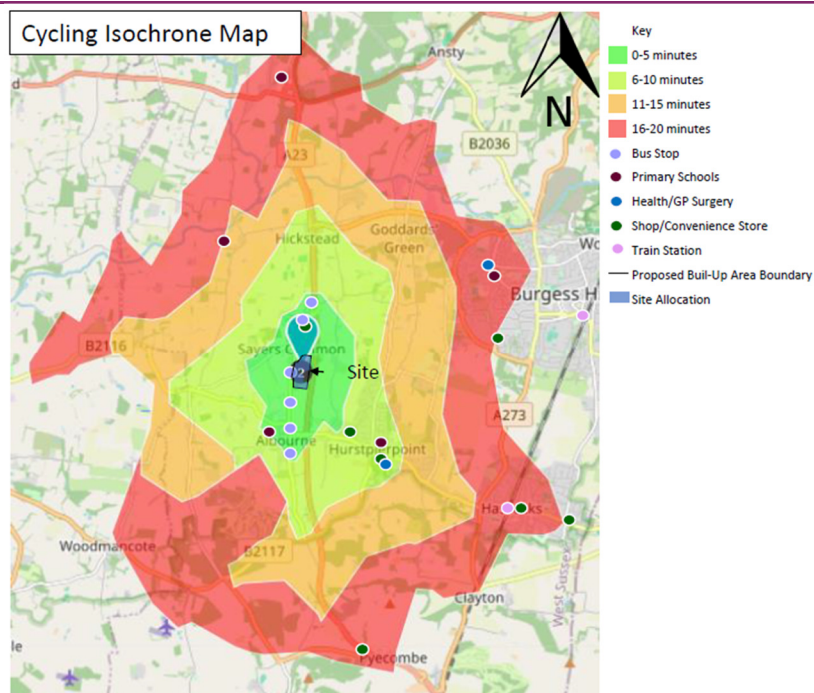 Cycling Isochrone Map
Ansty
N
B2036
A23
Hickstead
Goddards'
Green
Burgess H
B2116
Sayers Common
02
Site
A273
Albourne
Hurstpierpoint
Woodmancote
B2117
Clayton
West Sussex
Pyecombe
Key
0-5 minutes
6-10 minutes
11-15 minutes
16-20 minutes
Bus Stop
Primary Schools
Health/GP Surgery
Shop/Convenience Store
Train Station
Proposed Buil-Up Area Boundary
Site Allocation